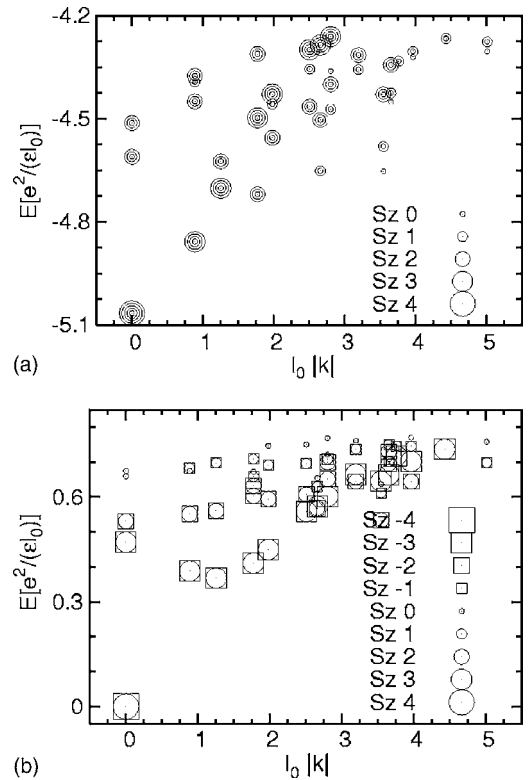 (a)
E[e²/(εl₀)]
-4.2
-4.5
-4.8
-5.1
Sz 0
Sz 1
Sz 2
Sz 3
Sz 4
0 1 2 3 4 5
l₀ |k|
(b)
E[e²/(εl₀)]
0.6
0.3
0
Sz -4
Sz -3
Sz -2
Sz -1
Sz 0
Sz 1
Sz 2
Sz 3
Sz 4
0 1 2 3 4 5
l₀ |k|